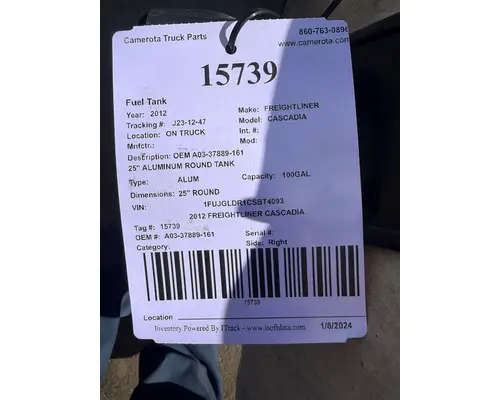 Camerota Truck Parts 860-763-0896
www.camerota.com
15739
Fuel Tank
Year: 2012 Make: FREIGHTLINER
Tracking #: J23-12-47 Model: CASCADIA
Location: ON TRUCK Int. #:
Mnfctr.: Mod:
Description: OEM A03-37889-161
25" ALUMINUM ROUND TANK
Type: ALUM Capacity: 100GAL
Dimensions: 25" ROUND
VIN: 1FUJGLDR1CSBT4093
2012 FREIGHTLINER CASCADIA
Tag #: 15739 Serial #:
OEM #: A03-37889-161 Side: Right
Category:
15739
Location
Inventory Powered By ITrack - www.isoftdata.com 1/8/2024